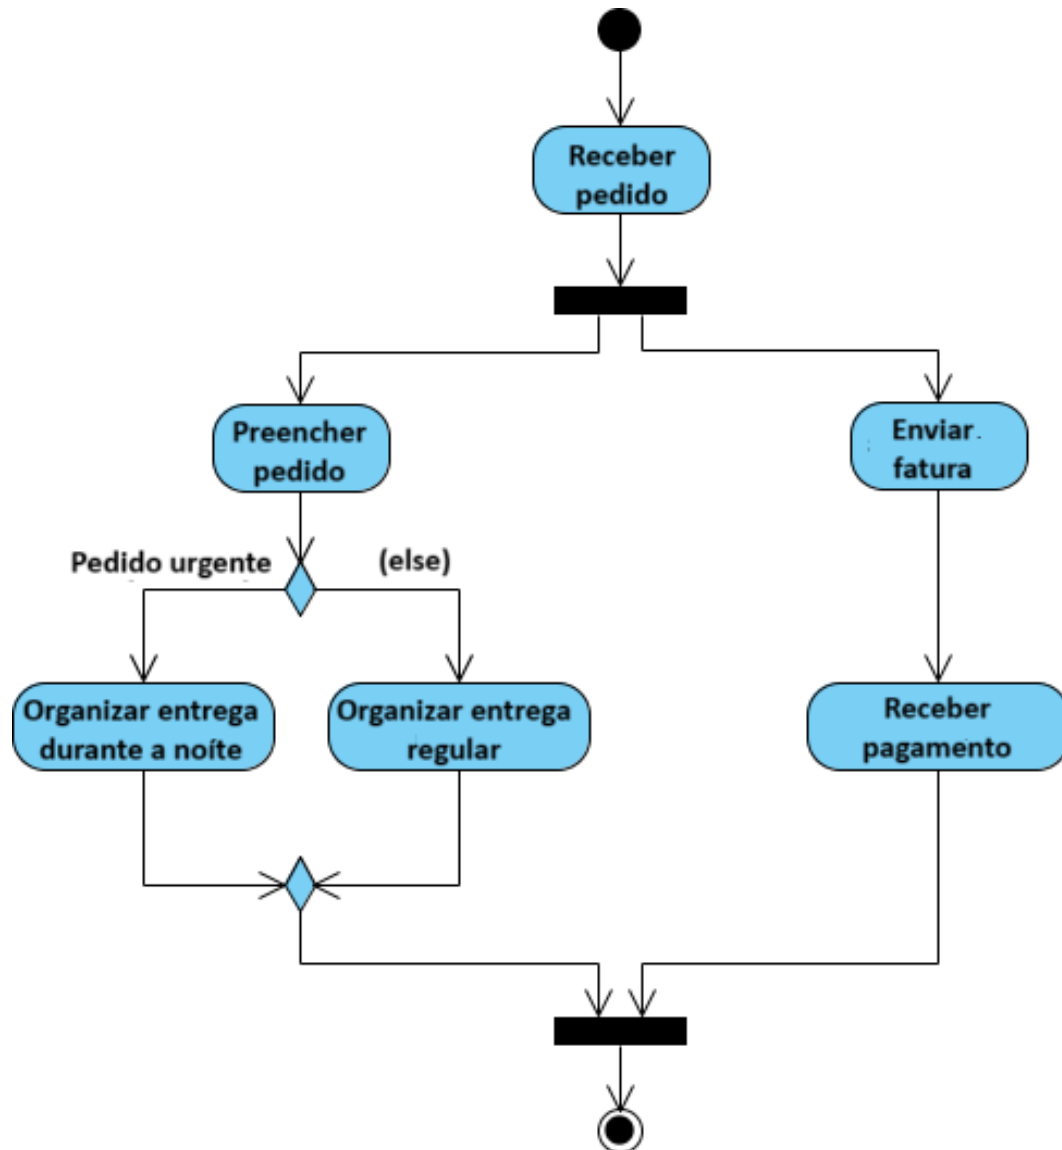 Receber
pedido
Preencher
pedido
Enviar
fatura
Pedido urgente
(else)
Organizar entrega
durante a noíte
Organizar entrega
regular
Receber
pagamento